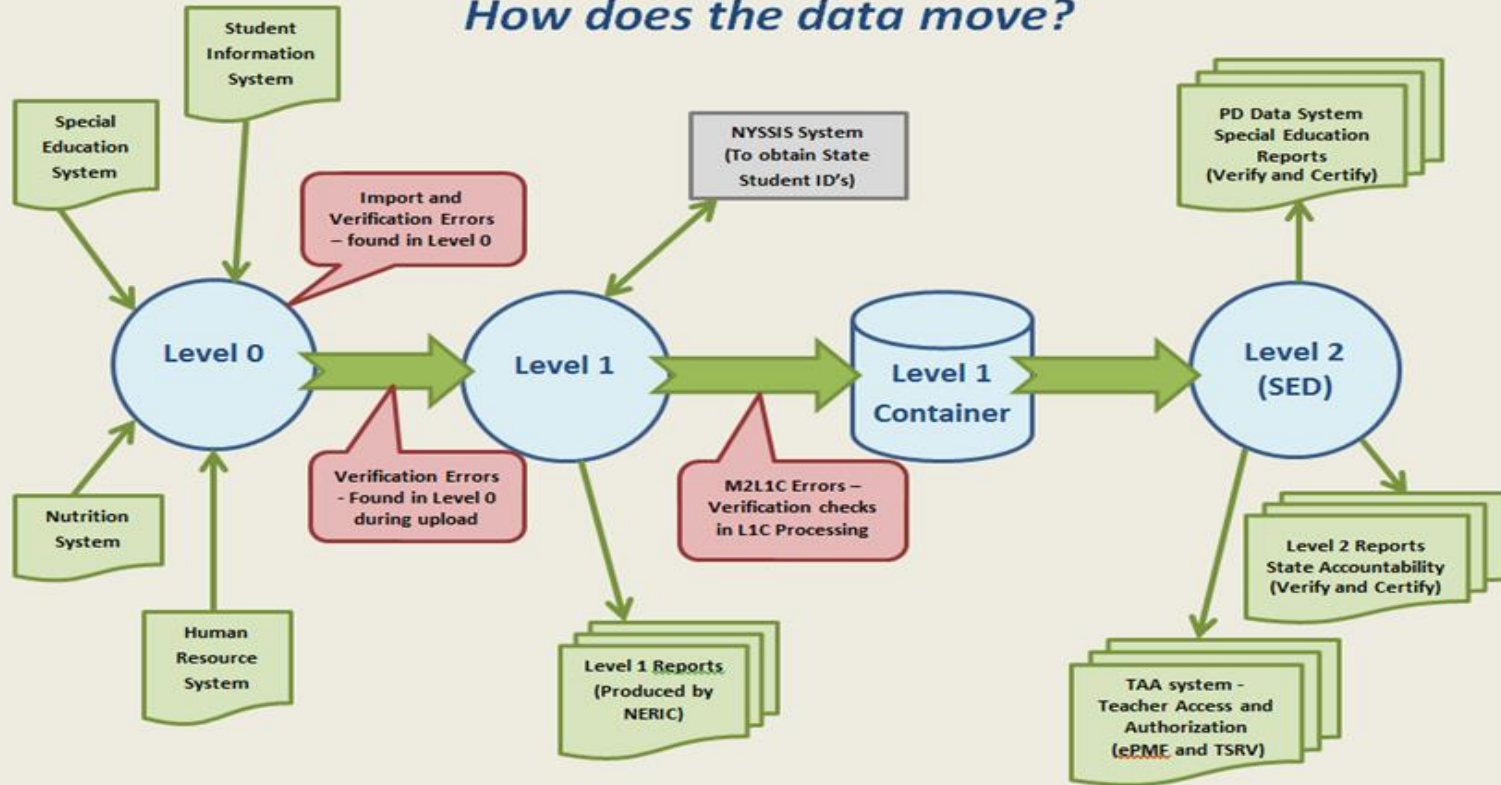 How does the data move?
Student
Information
System
Special
Education
System
Import and
Verification Errors
– found in Level 0
NYSSIS System
(To obtain State
Student ID's)
PD Data System
Special Education
Reports
(Verify and Certify)
Level 0
Level 1
Level 1
Container
Level 2
(SED)
Verification Errors
- Found in Level 0
during upload
M2L1C Errors –
Verification checks
in L1C Processing
Nutrition
System
Human
Resource
System
Level 1 Reports
(Produced by
NERIC)
Level 2 Reports
State Accountability
(Verify and Certify)
TAA system -
Teacher Access and
Authorization
(ePMF and TSRV)